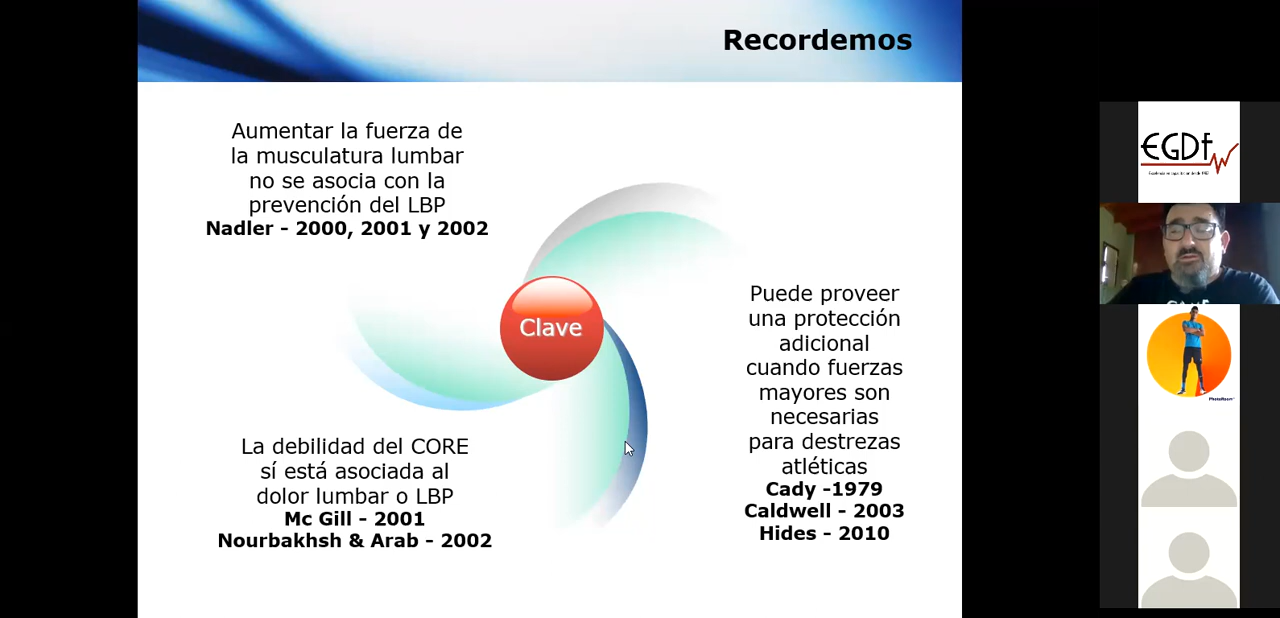 Recordemos
Aumentar la fuerza de
la musculatura lumbar
no se asocia con la
prevención del LBP
Nadler - 2000, 2001 y 2002
Clave
Puede proveer
una protección
adicional
cuando fuerzas
mayores son
necesarias
para destrezas
atléticas
Cady -1979
Caldwell - 2003
Hides - 2010
La debilidad del CORE
sí está asociada al
dolor lumbar o LBP
Mc Gill - 2001
Nourbakhsh & Arab - 2002
EGDf
PhotoRoom